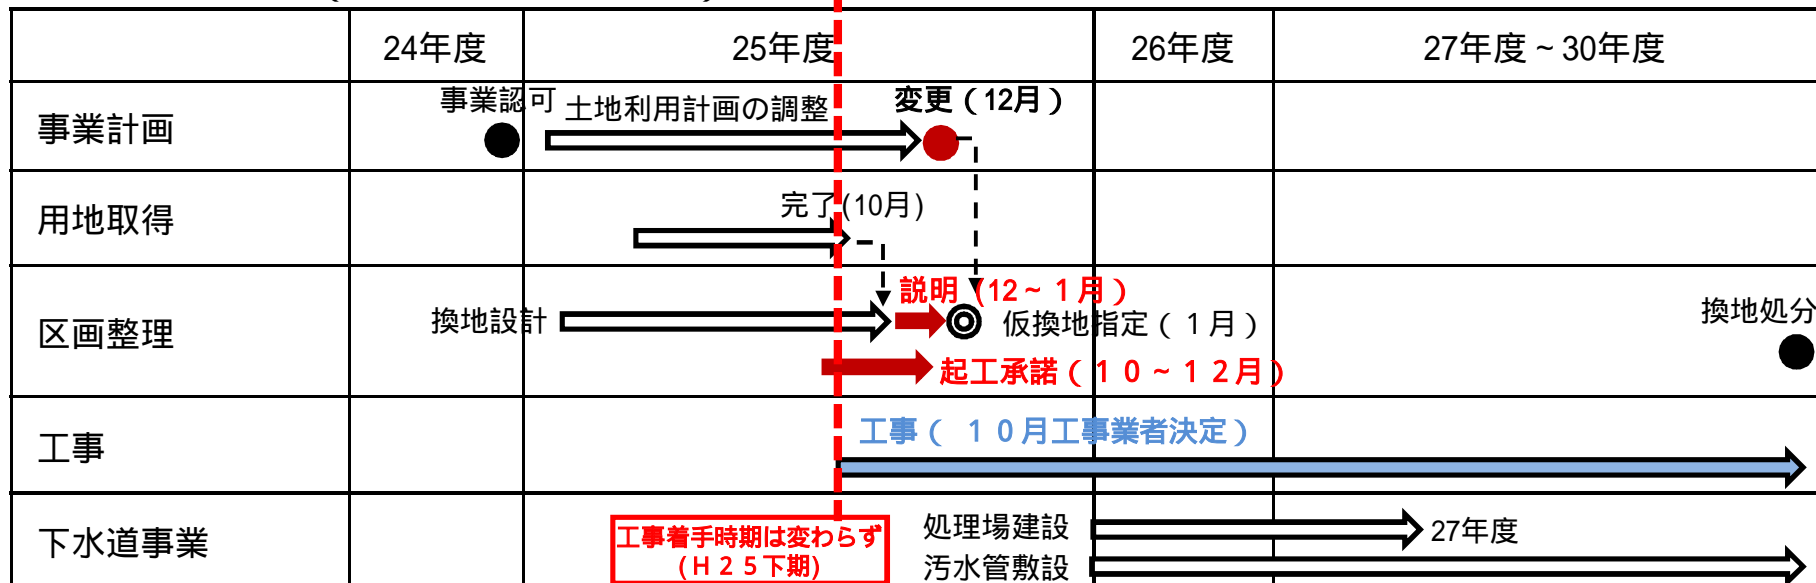 24年度 25年度 26年度 27年度～30年度
事業計画 事業認可 土地利用計画の調整 変更（12月）
用地取得 完了(10月)
説明（12～１月）
区画整理 換地設計 仮換地指定（１月） 換地処分
起工承諾（１０～１２月）
工事（ １０月工事業者決定）
工事
下水道事業 処理場建設 27年度
汚水管敷設
工事着手時期は変わらず
(Ｈ２５下期)